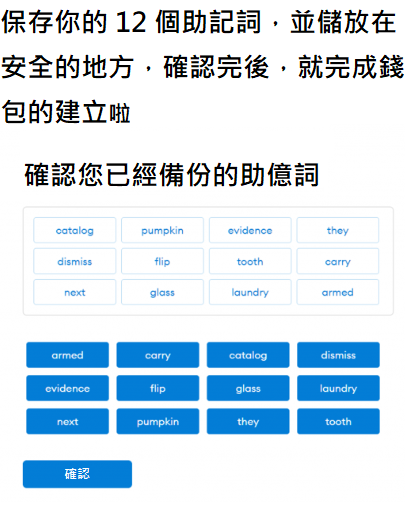 保存你的 12 個助記詞，並儲放在
安全的地方，確認完後，就完成錢
包的建立啦
確認您已經備份的助億詞
catalog pumpkin evidence they
dismiss flip tooth carry
next glass laundry armed
armed carry catalog dismiss
evidence flip glass laundry
next pumpkin they tooth
確認